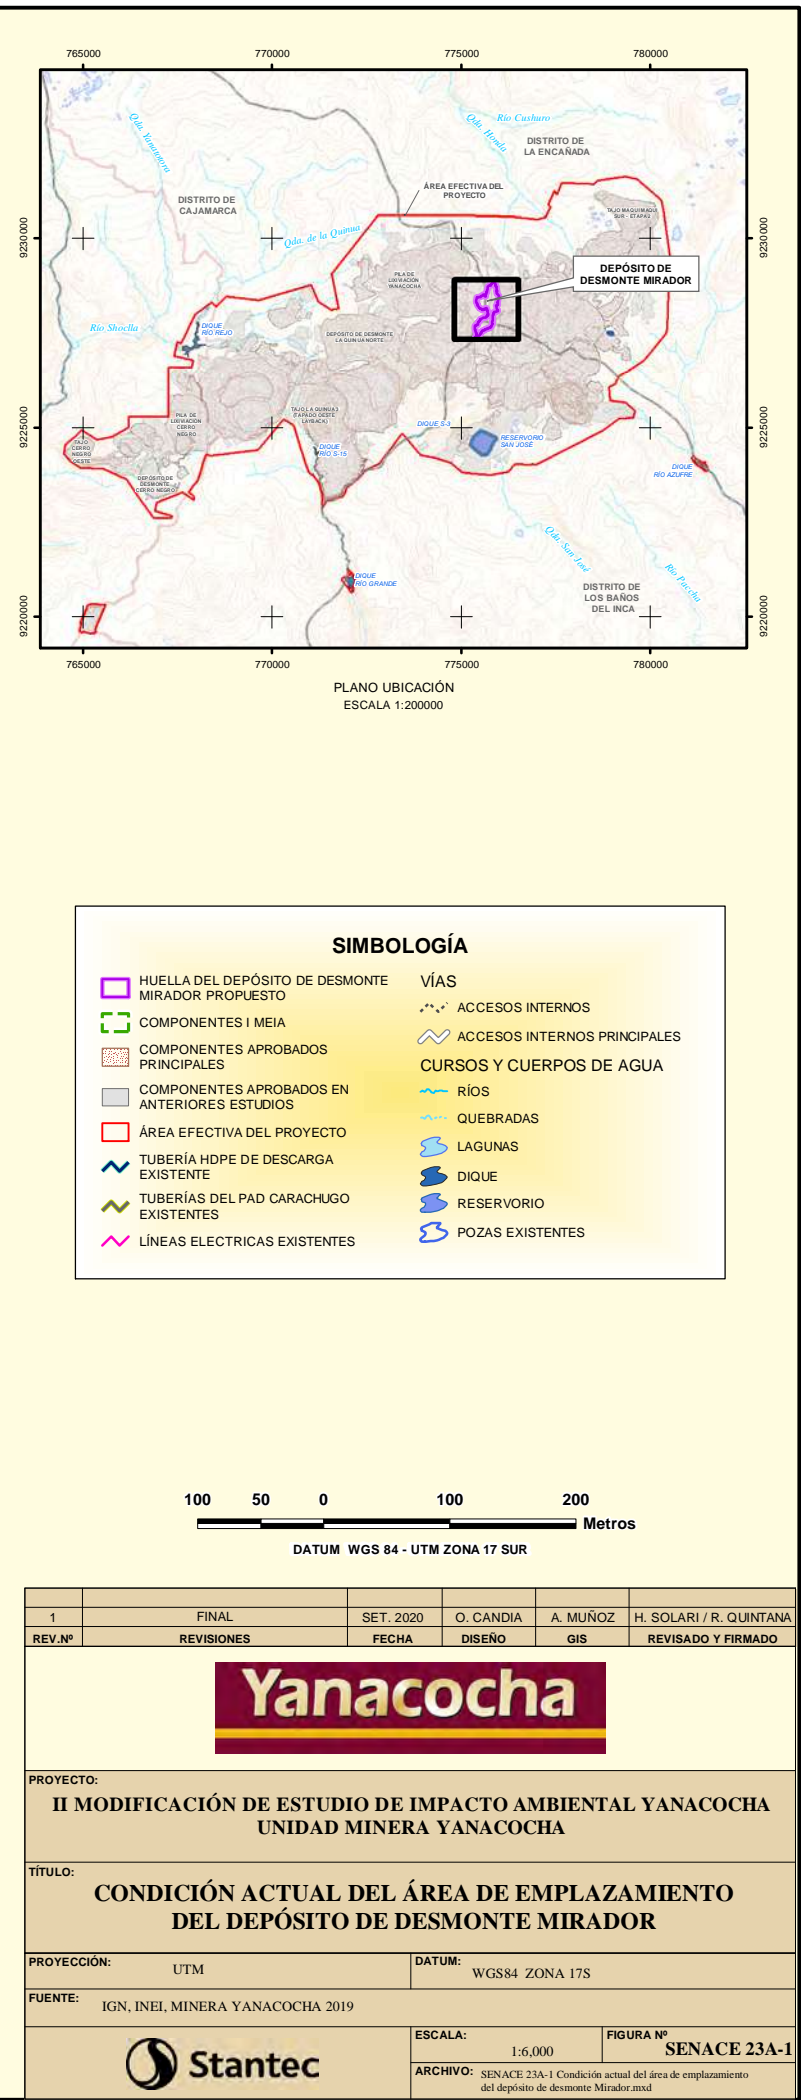 765000 770000 775000 780000
Río Cushuro
Qda. Honda
DISTRITO DE
LA ENCAÑADA
ÁREA EFECTIVA DEL
PROYECTO
DISTRITO DE
CAJAMARCA
TAJO MAQUI MAQUI
SUR - ETAPA 2
9230000 9230000
Qda. de la Quinua
PILA DE
LIXIVIACIÓN
YANACOCHA
DEPÓSITO DE
DESMONTE MIRADOR
Río Shoclla
DIQUE
RÍO REJO
DEPÓSITO DE DESMONTE
LA QUINUA NORTE
9225000 9225000
PILA DE
LIXIVIACIÓN
CERRO
NEGRO
TAJO LA QUINUA 3
(TAPADO OESTE
LAYBACK)
DIQUE S-3
RESERVORIO
SAN JOSÉ
TAJO
CERRO
NEGRO
OESTE
DIQUE
RÍO S-15
DIQUE
RÍO AZUFRE
DEPÓSITO DE
DESMONTE
CERRO NEGRO
Qda. San José
Río Paccha
DIQUE
RÍO GRANDE
DISTRITO DE
LOS BAÑOS
DEL INCA
9220000 9220000
765000 770000 775000 780000
PLANO UBICACIÓN
ESCALA 1:200000
SIMBOLOGÍA
HUELLA DEL DEPÓSITO DE DESMONTE
MIRADOR PROPUESTO
COMPONENTES I MEIA
COMPONENTES APROBADOS
PRINCIPALES
COMPONENTES APROBADOS EN
ANTERIORES ESTUDIOS
ÁREA EFECTIVA DEL PROYECTO
TUBERÍA HDPE DE DESCARGA
EXISTENTE
TUBERÍAS DEL PAD CARACHUGO
EXISTENTES
LÍNEAS ELECTRICAS EXISTENTES
VÍAS
ACCESOS INTERNOS
ACCESOS INTERNOS PRINCIPALES
CURSOS Y CUERPOS DE AGUA
RÍOS
QUEBRADAS
LAGUNAS
DIQUE
RESERVORIO
POZAS EXISTENTES
100 50 0 100 200
Metros
DATUM WGS 84 - UTM ZONA 17 SUR
1 FINAL SET. 2020 O. CANDIA A. MUÑOZ H. SOLARI / R. QUINTANA
REV.Nº REVISIONES FECHA DISEÑO GIS REVISADO Y FIRMADO
Yanacocha
PROYECTO:
II MODIFICACIÓN DE ESTUDIO DE IMPACTO AMBIENTAL YANACOCHA
UNIDAD MINERA YANACOCHA
TÍTULO:
CONDICIÓN ACTUAL DEL ÁREA DE EMPLAZAMIENTO
DEL DEPÓSITO DE DESMONTE MIRADOR
PROYECCIÓN: UTM
DATUM: WGS84 ZONA 17S
FUENTE: IGN, INEI, MINERA YANACOCHA 2019
Stantec
ESCALA: 1:6,000
FIGURA Nº SENACE 23A-1
ARCHIVO: SENACE 23A-1 Condición actual del área de emplazamiento
del depósito de desmonte Mirador.mxd